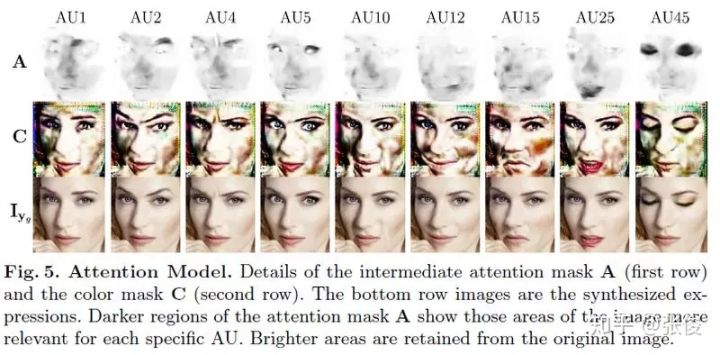 AU1 AU2 AU4 AU5 AU10 AU12 AU15 AU25 AU45
A
C
I_{y_g}
Fig. 5. Attention Model. Details of the intermediate attention mask A (first row)
and the color mask C (second row). The bottom row images are the synthesized ex-
pressions. Darker regions of the attention mask A show those areas of the image more
relevant for each specific AU. Brighter areas are retained from the original image.
知乎 @张俊